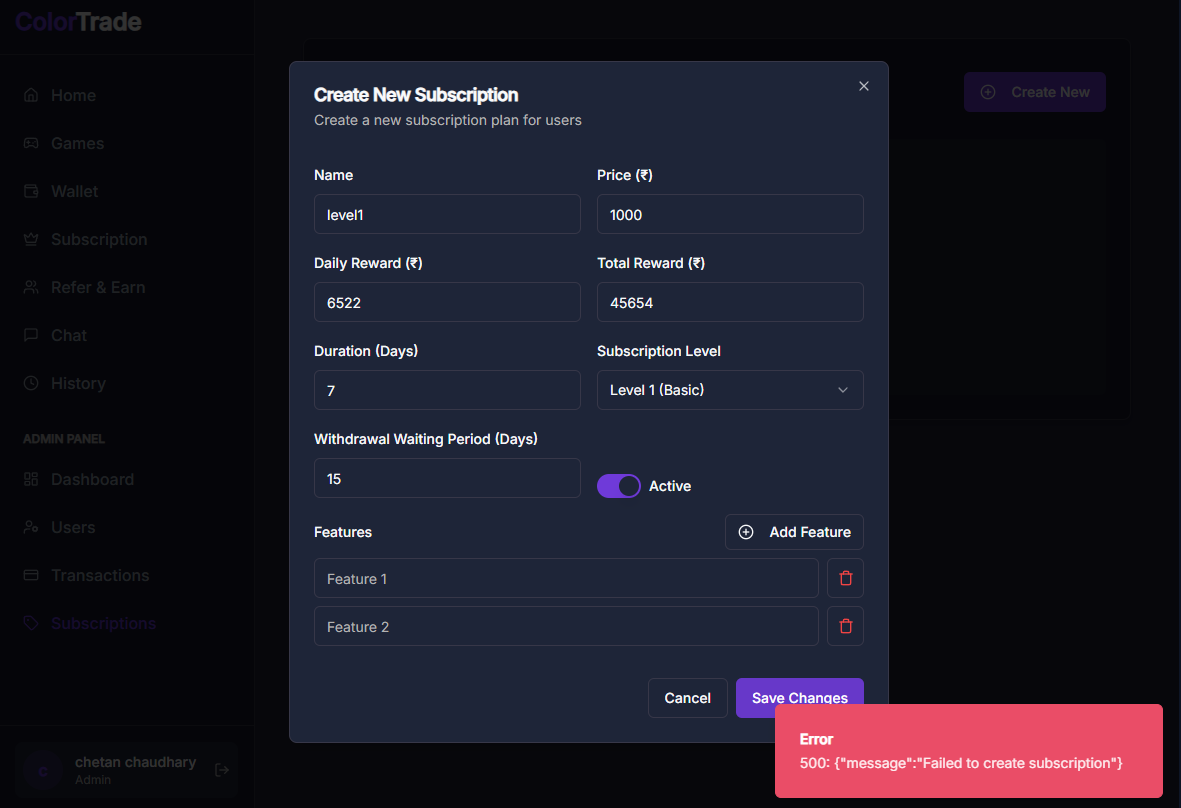 ColorTrade
Home
Games
Wallet
Subscription
Refer & Earn
Chat
History
ADMIN PANEL
Dashboard
Users
Transactions
Subscriptions
c
chetan chaudhary
Admin
Create New
Create New Subscription
Create a new subscription plan for users
Name
Price (₹)
level1
1000
Daily Reward (₹)
Total Reward (₹)
6522
45654
Duration (Days)
Subscription Level
7
Level 1 (Basic)
Withdrawal Waiting Period (Days)
15
Active
Features
Add Feature
Feature 1
Feature 2
Cancel
Save Changes
Error
500: {"message":"Failed to create subscription"}